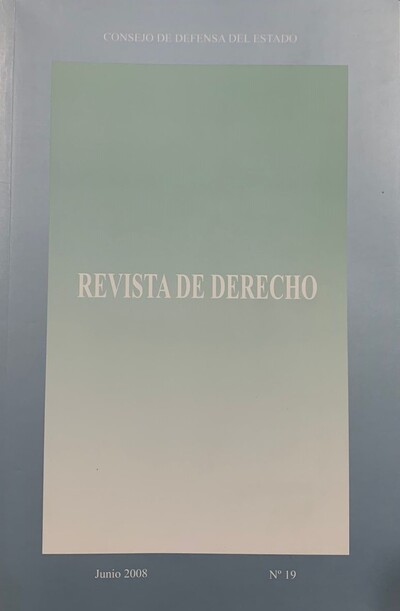 CONSEJO DE DEFENSA DEL ESTADO
REVISTA DE DERECHO
Junio 2008 Nº 19